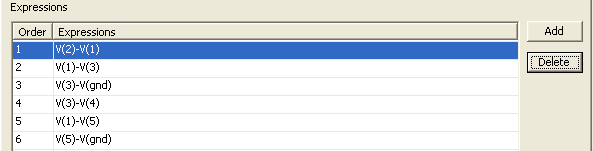 Expressions
Order Expressions
1 V(2)-V(1)
2 V(1)-V(3)
3 V(3)-V(gnd)
4 V(3)-V(4)
5 V(1)-V(5)
6 V(5)-V(gnd)
Add
Delete